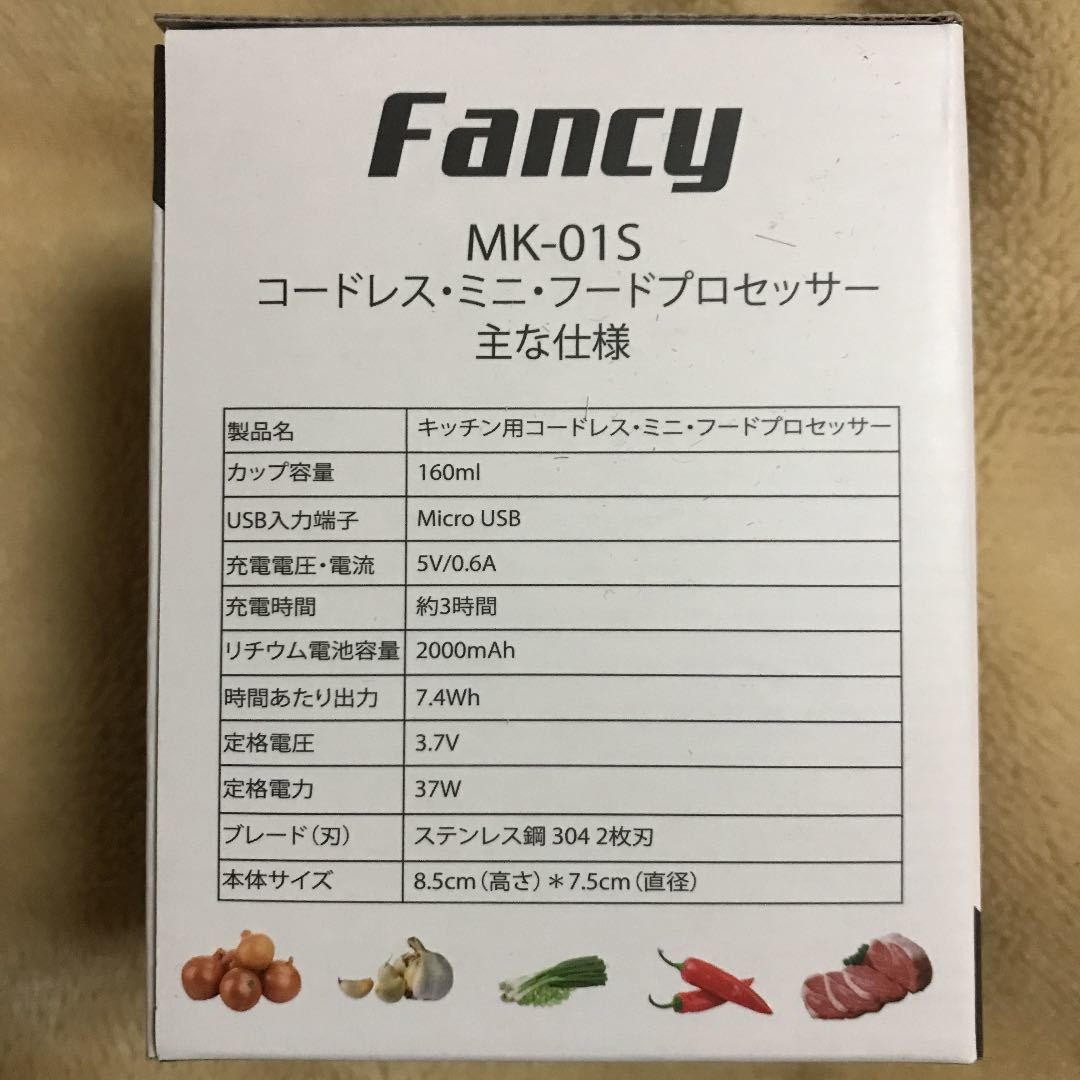 Fancy
MK-01S
コードレス・ミニ・フードプロセッサー
主な仕様
製品名 キッチン用コードレス・ミニ・フードプロセッサー
カップ容量 160ml
USB入力端子 Micro USB
充電電圧・電流 5V/0.6A
充電時間 約3時間
リチウム電池容量 2000mAh
時間あたり出力 7.4Wh
定格電圧 3.7V
定格電力 37W
ブレード（刃） ステンレス鋼 304 2枚刃
本体サイズ 8.5cm（高さ）＊7.5cm（直径）